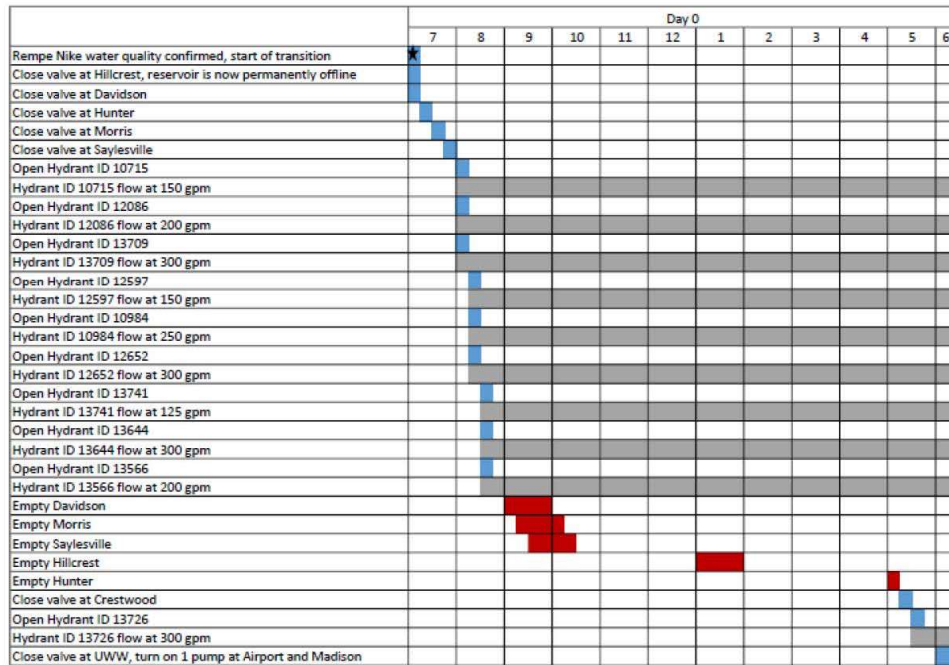 Day 0
7 8 9 10 11 12 1 2 3 4 5 6
Rempe Nike water quality confirmed, start of transition
Close valve at Hillcrest, reservoir is now permanently offline
Close valve at Davidson
Close valve at Hunter
Close valve at Morris
Close valve at Saylesville
Open Hydrant ID 10715
Hydrant ID 10715 flow at 150 gpm
Open Hydrant ID 12086
Hydrant ID 12086 flow at 200 gpm
Open Hydrant ID 13709
Hydrant ID 13709 flow at 300 gpm
Open Hydrant ID 12597
Hydrant ID 12597 flow at 150 gpm
Open Hydrant ID 10984
Hydrant ID 10984 flow at 250 gpm
Open Hydrant ID 12652
Hydrant ID 12652 flow at 300 gpm
Open Hydrant ID 13741
Hydrant ID 13741 flow at 125 gpm
Open Hydrant ID 13644
Hydrant ID 13644 flow at 300 gpm
Open Hydrant ID 13566
Hydrant ID 13566 flow at 200 gpm
Empty Davidson
Empty Morris
Empty Saylesville
Empty Hillcrest
Empty Hunter
Close valve at Crestwood
Open Hydrant ID 13726
Hydrant ID 13726 flow at 300 gpm
Close valve at UWW, turn on 1 pump at Airport and Madison